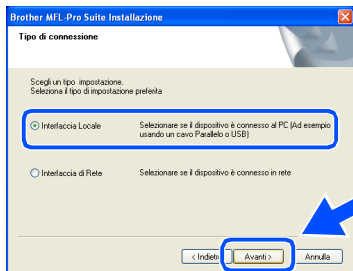 Brother MFL-Pro Suite Installazione
Tipo di connessione
Scegli un tipo impostazione.
Seleziona il tipo di impostazione preferita
Interfaccia Locale
Selezionare se il dispositivo è connesso al PC (Ad esempio
usando un cavo Parallelo o USB)
Interfaccia di Rete
Selezionare se il dispositivo è connesso in rete
< Indietro
Avanti >
Annulla